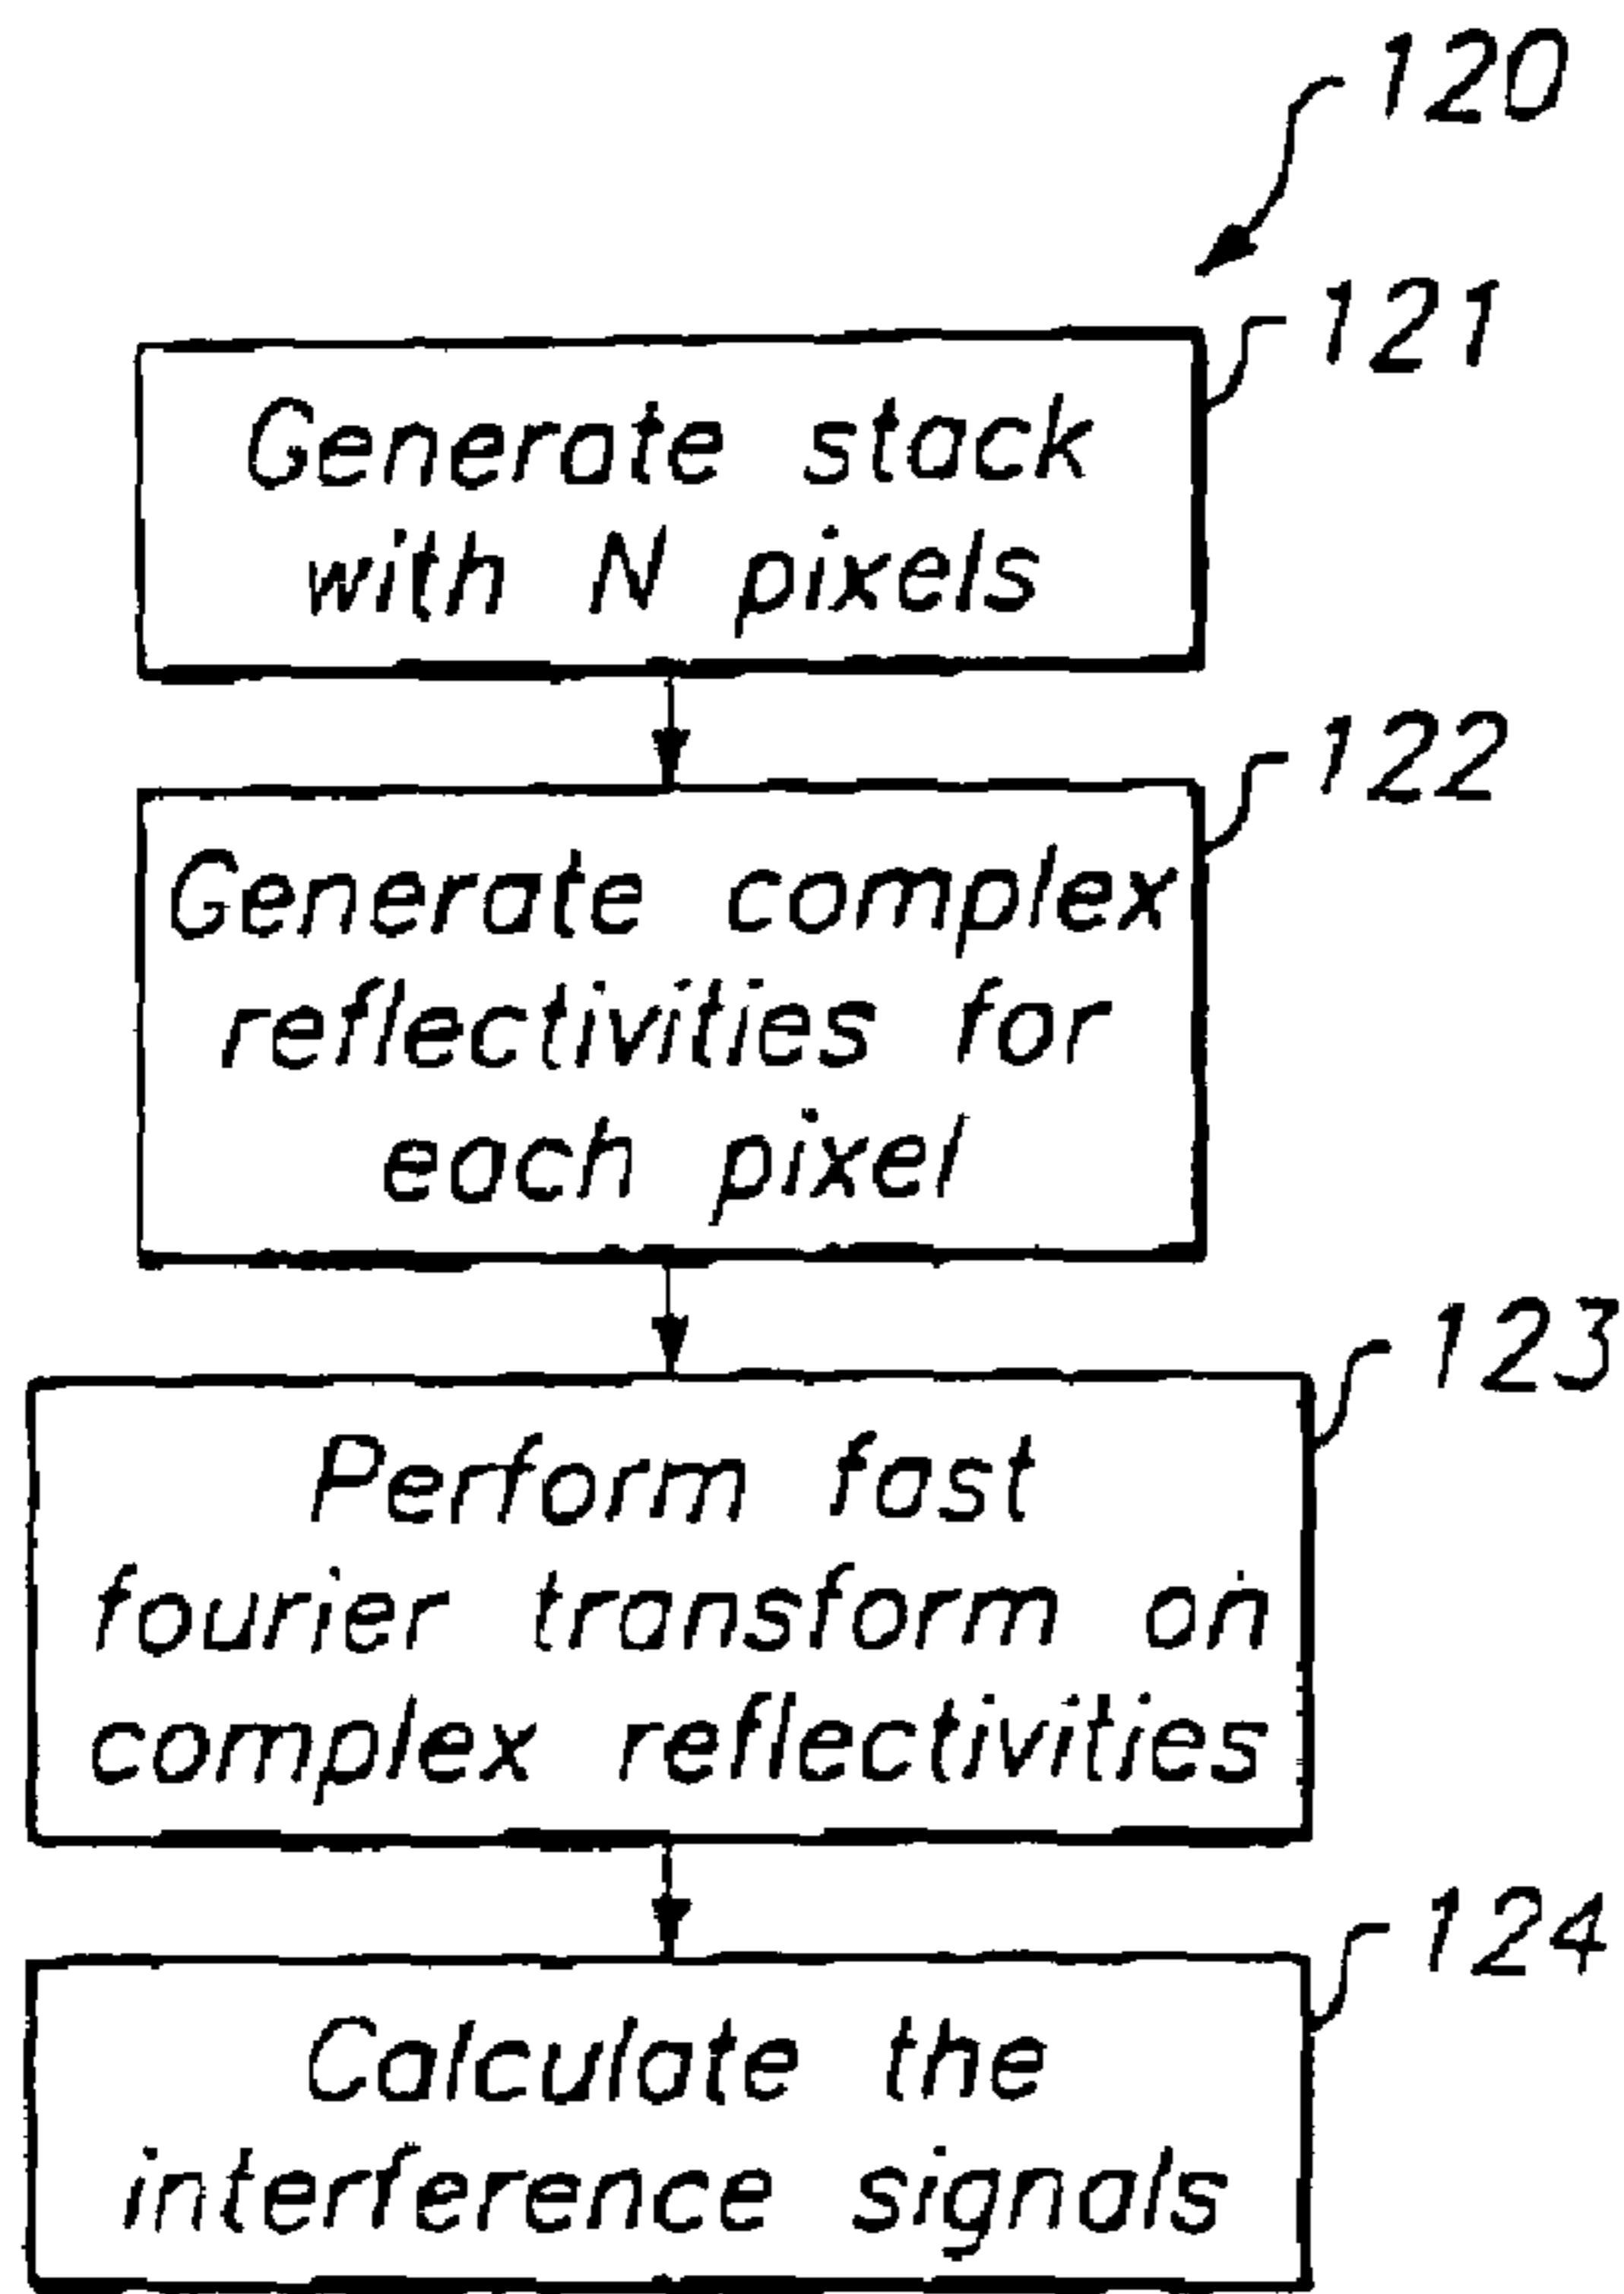 120
121
Generate stack
with N pixels
122
Generate complex
reflectivities for
each pixel
123
Perform fast
fourier transform on
complex reflectivities
124
Calculate the
interference signals